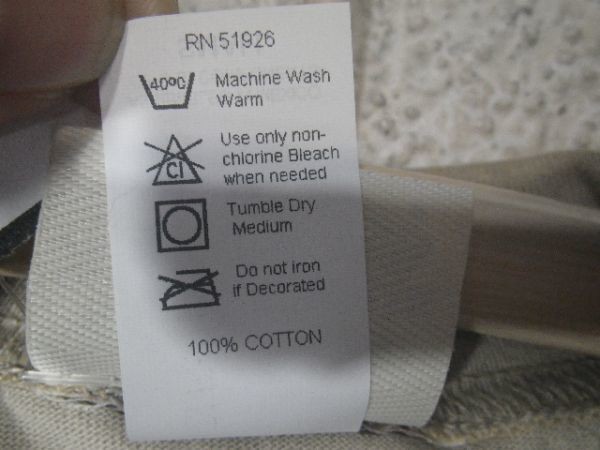 RN 51926
40ºC Machine Wash
Warm
Use only non-
chlorine Bleach
when needed
Cl
Tumble Dry
Medium
Do not iron
if Decorated
100% COTTON